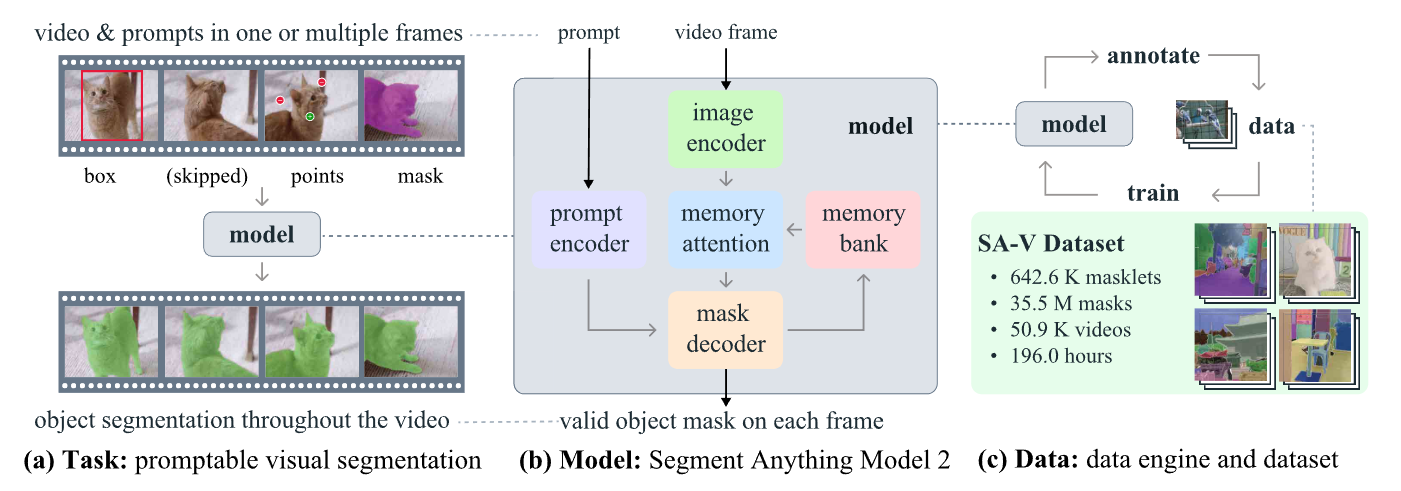 video & prompts in one or multiple frames
box
(skipped)
points
mask
model
object segmentation throughout the video
(a) Task: promptable visual segmentation
prompt
video frame
image
encoder
model
prompt
encoder
memory
attention
memory
bank
mask
decoder
valid object mask on each frame
(b) Model: Segment Anything Model 2
annotate
model
data
train
SA-V Dataset
• 642.6 K masklets
• 35.5 M masks
• 50.9 K videos
• 196.0 hours
VOGUE
2
(c) Data: data engine and dataset